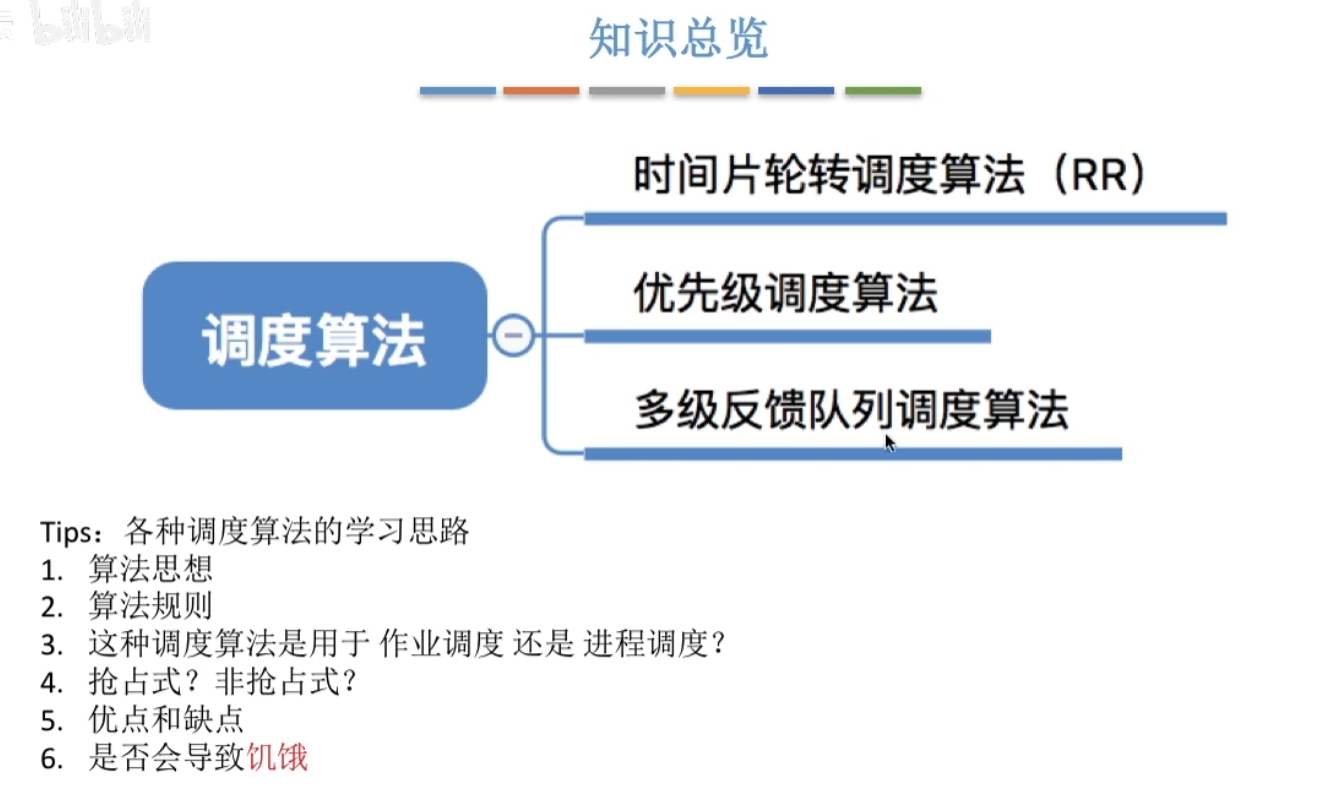 bilibili
知识总览
时间片轮转调度算法（RR）
优先级调度算法
调度算法
多级反馈队列调度算法
Tips：各种调度算法的学习思路
1. 算法思想
2. 算法规则
3. 这种调度算法是用于 作业调度 还是 进程调度？
4. 抢占式？非抢占式？
5. 优点和缺点
6. 是否会导致饥饿